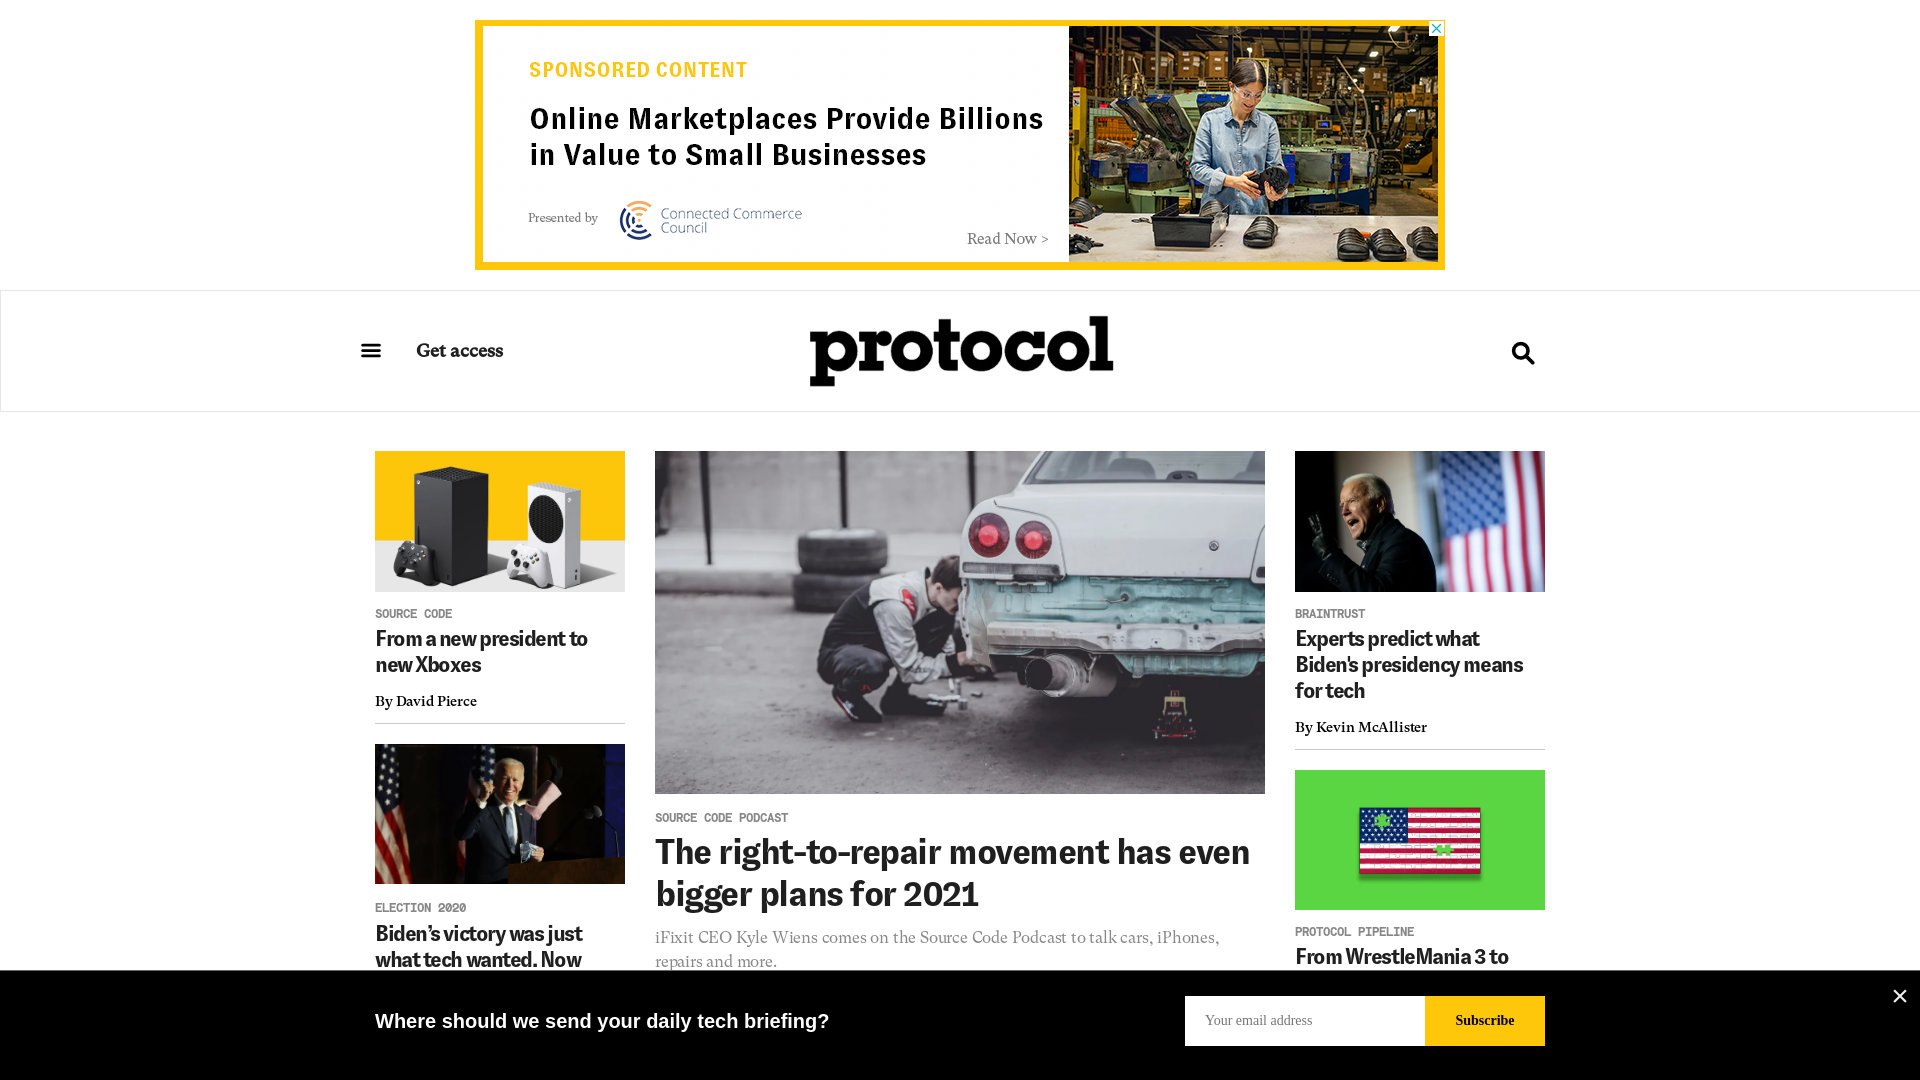 SPONSORED CONTENT
Online Marketplaces Provide Billions
in Value to Small Businesses
Presented by
Connected Commerce
Council
Read Now >
Get access
protocol
SOURCE CODE
From a new president to
new Xboxes
By David Pierce
ELECTION 2020
Biden’s victory was just
what tech wanted. Now
SOURCE CODE PODCAST
The right-to-repair movement has even
bigger plans for 2021
iFixit CEO Kyle Wiens comes on the Source Code Podcast to talk cars, iPhones,
repairs and more.
BRAINTRUST
Experts predict what
Biden's presidency means
for tech
By Kevin McAllister
PROTOCOL PIPELINE
From WrestleMania 3 to
Where should we send your daily tech briefing?
Your email address
Subscribe